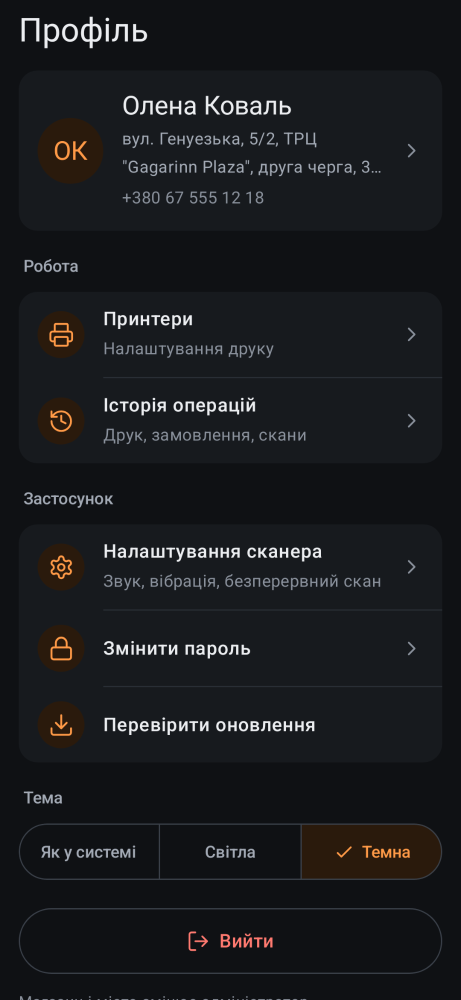 Профіль
Олена Коваль
вул. Генуезька, 5/2, ТРЦ
"Gagarinn Plaza", друга черга, 3...
ОК
+380 67 555 12 18
Робота
Принтери
Налаштування друку
Історія операцій
Друк, замовлення, скани
Застосунок
Налаштування сканера
Звук, вібрація, безперервний скан
Змінити пароль
Перевірити оновлення
Тема
Як у системі
Світла
Темна
Вийти